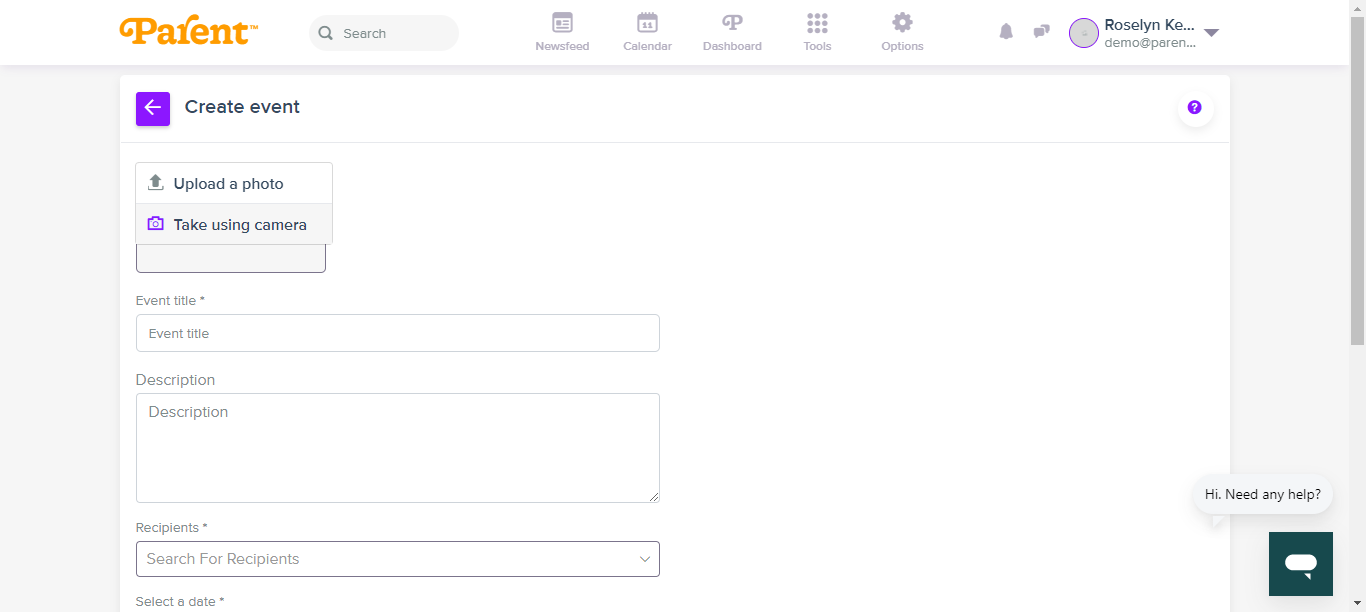 Parent™
Search
Newsfeed
Calendar
Dashboard
Tools
Options
Roselyn Ke...
demo@paren...
Create event
?
Upload a photo
Take using camera
Event title *
Event title
Description
Description
Recipients *
Search For Recipients
Hi. Need any help?
Select a date *